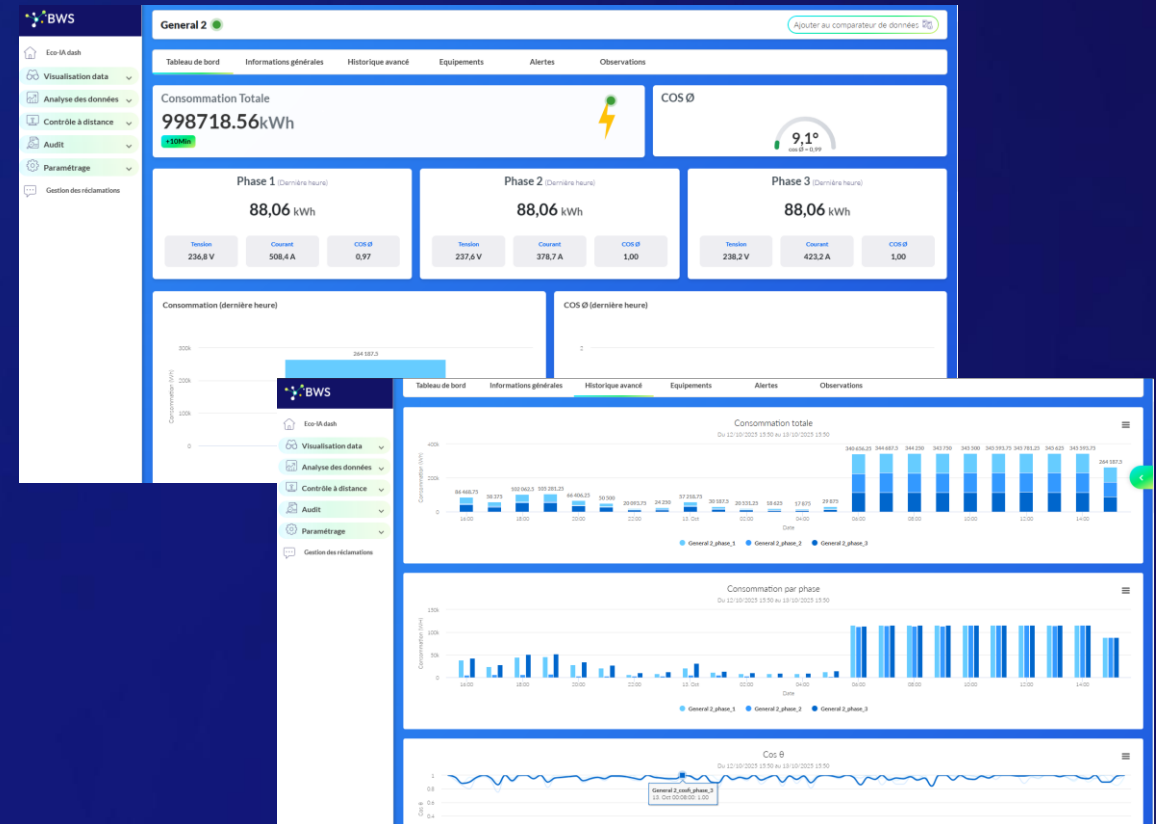 BWS
Eco-IA dash
Visualisation data
Analyse des données
Contrôle à distance
Audit
Paramétrage
Gestion des réclamations
General 2
Ajouter au comparateur de données
Tableau de bord Informations générales Historique avancé Equipements Alertes Observations
Consommation Totale
998718.56kWh
+10Min
COS Ø
9,1°
cos Ø = 0,99
Phase 1 (Dernière heure)
88,06 kWh
Tension Courant COS Ø
236,8 V 508,4 A 0,97
Phase 2 (Dernière heure)
88,06 kWh
Tension Courant COS Ø
237,6 V 378,7 A 1,00
Phase 3 (Dernière heure)
88,06 kWh
Tension Courant COS Ø
238,2 V 423,2 A 1,00
Consommation (dernière heure)
300k
264 187.5
200k
100k
0
Consommation (kWh)
COS Ø (dernière heure)
2
BWS
Eco-IA dash
Visualisation data
Analyse des données
Contrôle à distance
Audit
Paramétrage
Gestion des réclamations
Tableau de bord Informations générales Historique avancé Equipements Alertes Observations
Consommation totale
Du 12/10/2025 15:50 au 13/10/2025 15:50
400k
200k
0
Consommation (kWh)
16:00 18:00 20:00 22:00 13. Oct 02:00 04:00 06:00 08:00 10:00 12:00 14:00
Date
General 2_phase_1 General 2_phase_2 General 2_phase_3
Consommation par phase
Du 12/10/2025 15:50 au 13/10/2025 15:50
150k
100k
50k
0
Consommation (kWh)
16:00 18:00 20:00 22:00 13. Oct 02:00 04:00 06:00 08:00 10:00 12:00 14:00
Date
General 2_phase_1 General 2_phase_2 General 2_phase_3
Cos θ
Du 12/10/2025 15:50 au 13/10/2025 15:50
1
0.8
0.6
0.4
Cos θ
General 2_cosfi_phase_3
13. Oct 00:08:00: 1,00